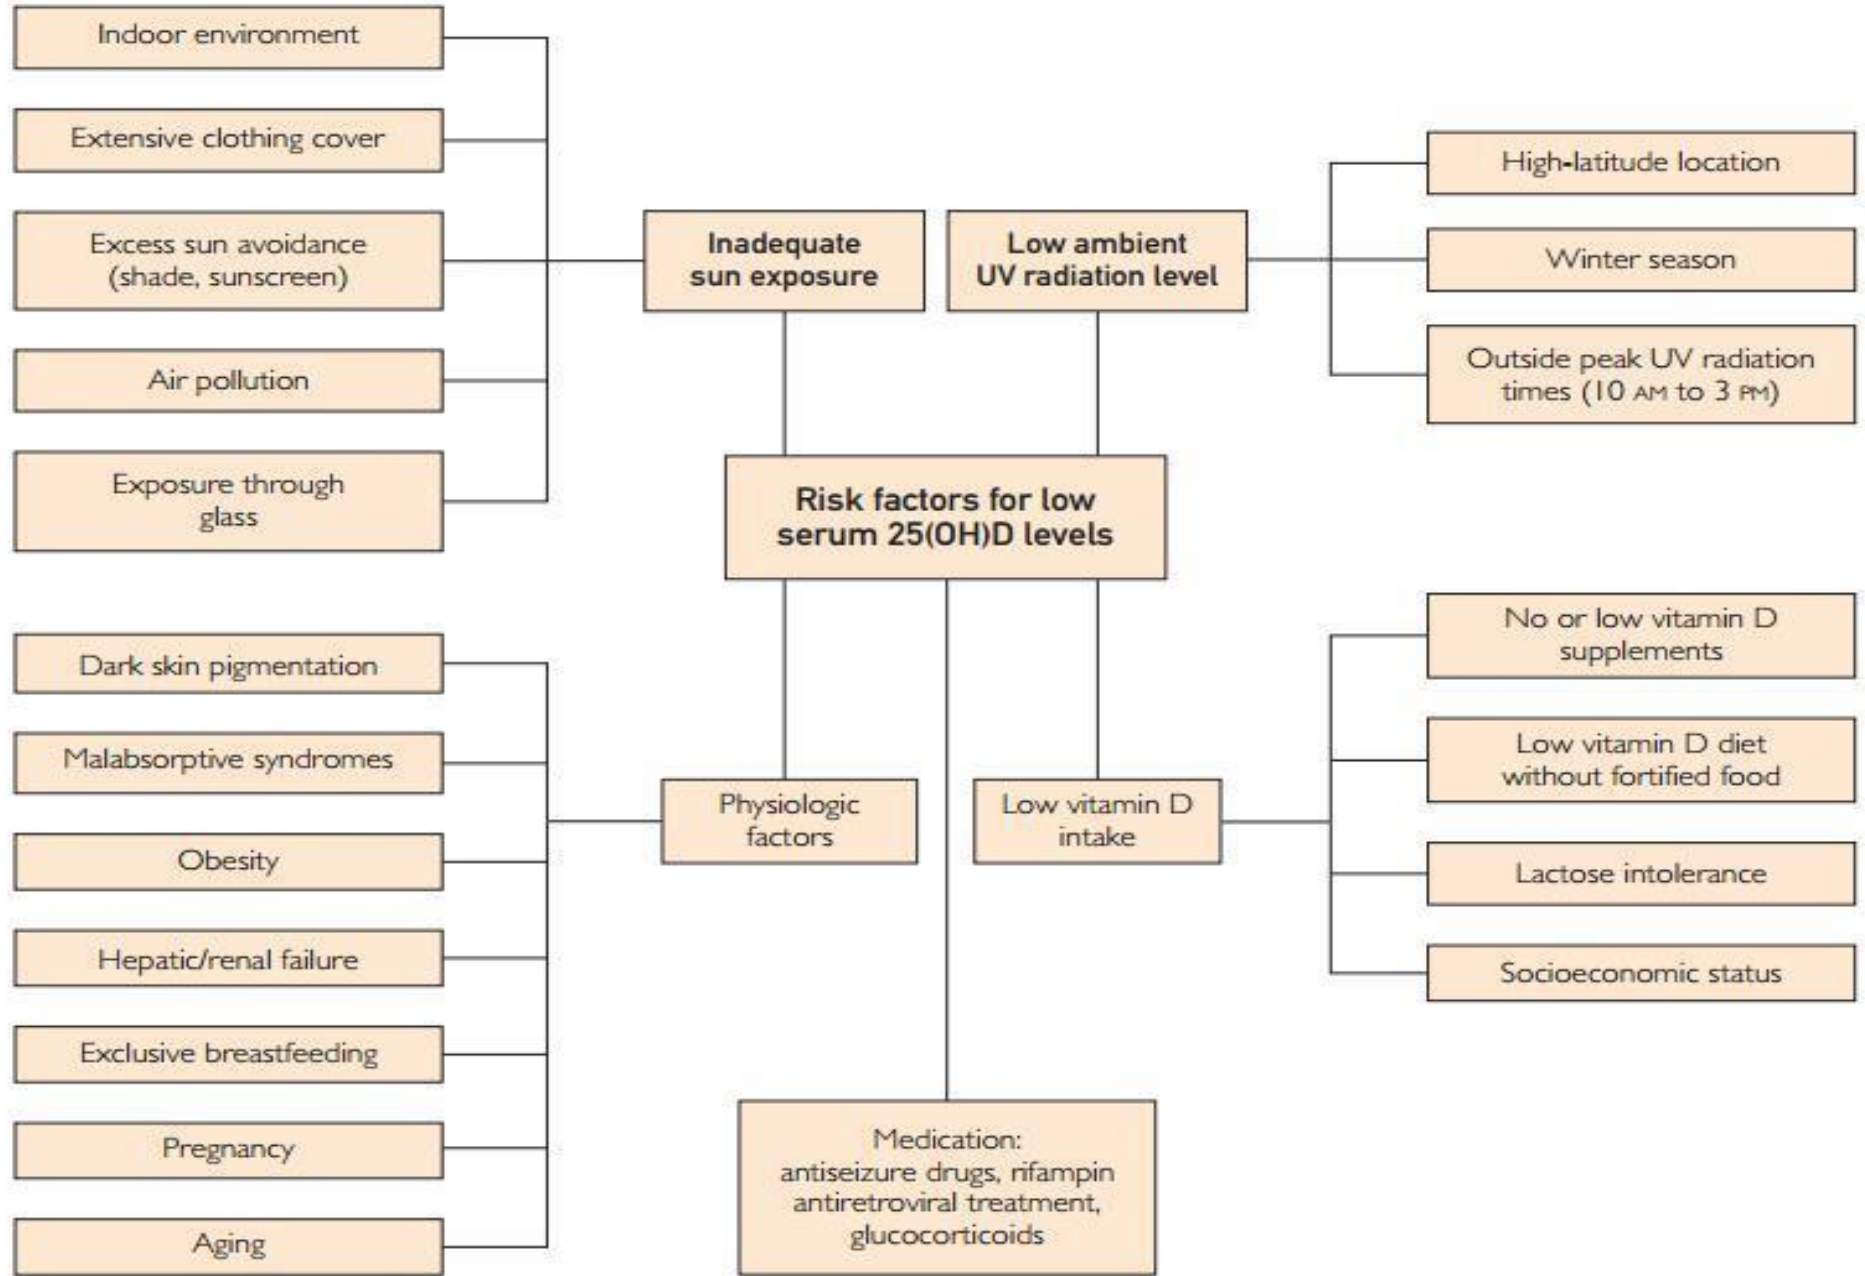 Indoor environment
Extensive clothing cover
Excess sun avoidance
(shade, sunscreen)
Air pollution
Exposure through
glass
Inadequate
sun exposure
Low ambient
UV radiation level
High-latitude location
Winter season
Outside peak UV radiation
times (10 AM to 3 PM)
Risk factors for low
serum 25(OH)D levels
Dark skin pigmentation
Malabsorptive syndromes
Obesity
Hepatic/renal failure
Exclusive breastfeeding
Pregnancy
Aging
Physiologic
factors
Low vitamin D
intake
No or low vitamin D
supplements
Low vitamin D diet
without fortified food
Lactose intolerance
Socioeconomic status
Medication:
antiseizure drugs, rifampin
antiretroviral treatment,
glucocorticoids